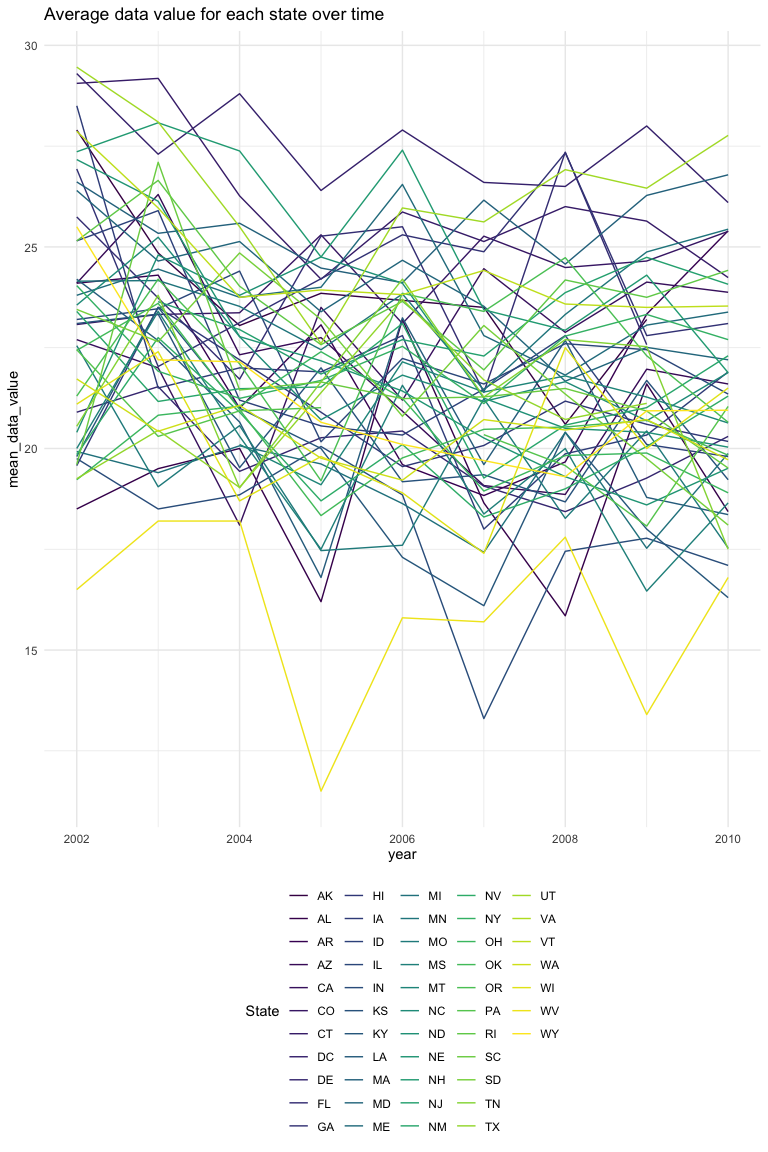 Average data value for each state over time
30
25
20
15
mean_data_value
2002 2004 2006 2008 2010
year
State
AK HI MI NV UT
AL IA MN NY VA
AR ID MO OH VT
AZ IL MS OK WA
CA IN MT OR WI
CO KS NC PA WV
CT KY ND RI WY
DC LA NE SC
DE MA NH SD
FL MD NJ TN
GA ME NM TX